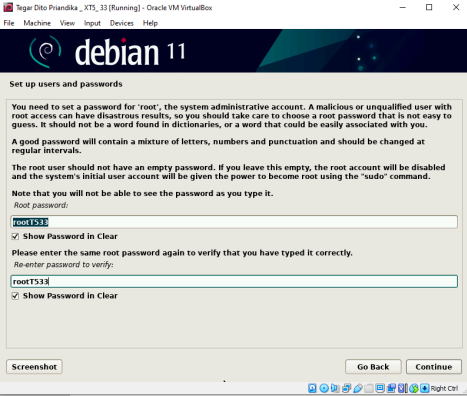 Tegar Dito Priandika _ XT5_ 33 [Running] - Oracle VM VirtualBox
File Machine View Input Devices Help
debian 11
Set up users and passwords
You need to set a password for 'root', the system administrative account. A malicious or unqualified user with
root access can have disastrous results, so you should take care to choose a root password that is not easy to
guess. It should not be a word found in dictionaries, or a word that could be easily associated with you.
A good password will contain a mixture of letters, numbers and punctuation and should be changed at
regular intervals.
The root user should not have an empty password. If you leave this empty, the root account will be disabled
and the system's initial user account will be given the power to become root using the "sudo" command.
Note that you will not be able to see the password as you type it.
Root password:
rootT533
Show Password in Clear
Please enter the same root password again to verify that you have typed it correctly.
Re-enter password to verify:
rootT533
Show Password in Clear
Screenshot Go Back Continue
Right Ctrl